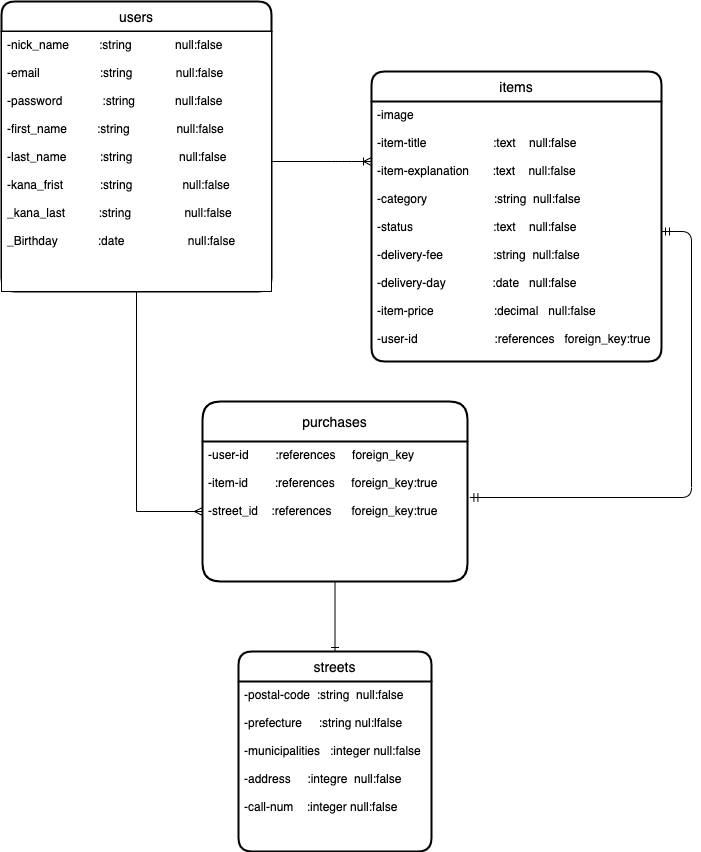 users
-nick_name :string null:false
-email :string null:false
-password :string null:false
-first_name :string null:false
-last_name :string null:false
-kana_frist :string null:false
_kana_last :string null:false
_Birthday :date null:false
items
-image
-item-title :text null:false
-item-explanation :text null:false
-category :string null:false
-status :text null:false
-delivery-fee :string null:false
-delivery-day :date null:false
-item-price :decimal null:false
-user-id :references foreign_key:true
purchases
-user-id :references foreign_key
-item-id :references foreign_key:true
-street_id :references foreign_key:true
streets
-postal-code :string null:false
-prefecture :string nul:lfalse
-municipalities :integer null:false
-address :integre null:false
-call-num :integer null:false